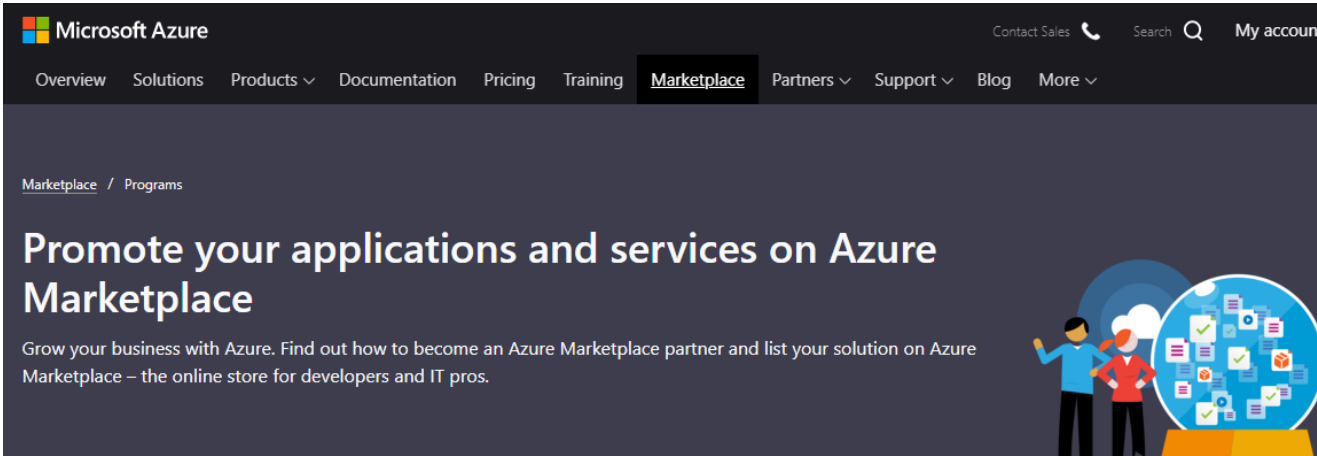 Microsoft Azure
Contact Sales Search My accoun
Overview Solutions Products Documentation Pricing Training Marketplace Partners Support Blog More
Marketplace / Programs
Promote your applications and services on Azure
Marketplace
Grow your business with Azure. Find out how to become an Azure Marketplace partner and list your solution on Azure
Marketplace – the online store for developers and IT pros.